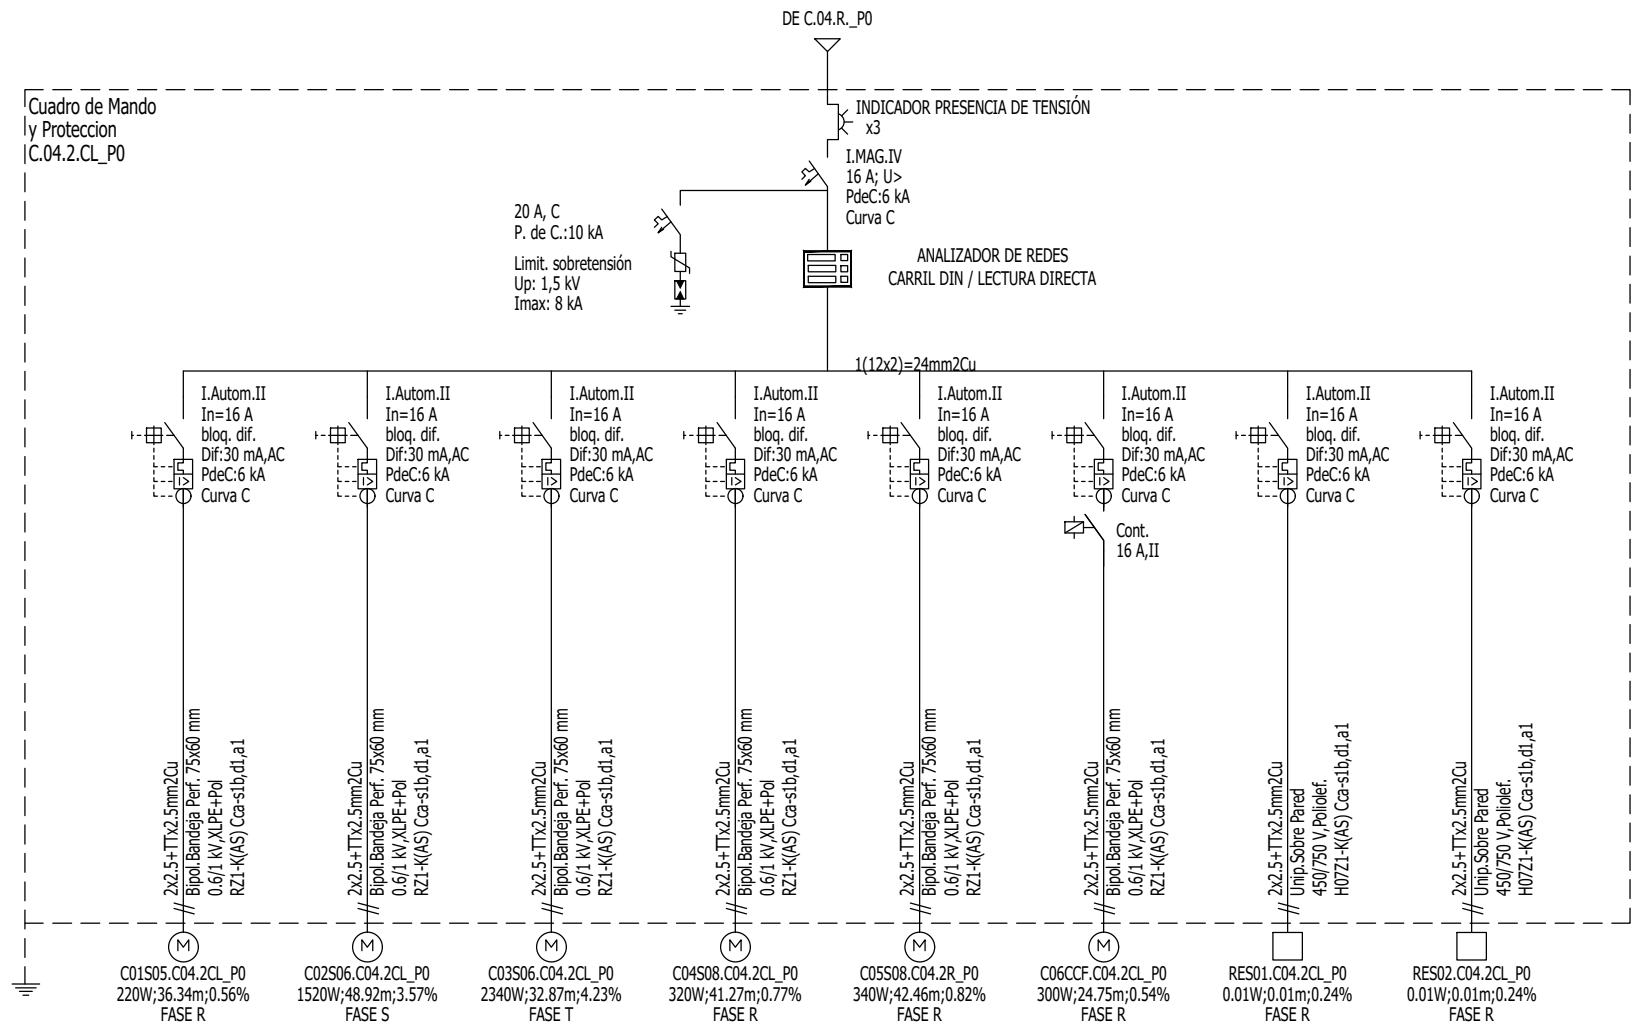 DE C.04.R._P0
Cuadro de Mando
y Proteccion
C.04.2.CL_P0
INDICADOR PRESENCIA DE TENSIÓN
x3
I.MAG.IV
16 A; U>
PdeC:6 kA
Curva C
20 A, C
P. de C.:10 kA
Limit. sobretensión
Up: 1,5 kV
Imax: 8 kA
ANALIZADOR DE REDES
CARRIL DIN / LECTURA DIRECTA
1(12x2)=24mm2Cu
I.Autom.II
In=16 A
bloq. dif.
Dif:30 mA,AC
PdeC:6 kA
Curva C
I.Autom.II
In=16 A
bloq. dif.
Dif:30 mA,AC
PdeC:6 kA
Curva C
I.Autom.II
In=16 A
bloq. dif.
Dif:30 mA,AC
PdeC:6 kA
Curva C
I.Autom.II
In=16 A
bloq. dif.
Dif:30 mA,AC
PdeC:6 kA
Curva C
I.Autom.II
In=16 A
bloq. dif.
Dif:30 mA,AC
PdeC:6 kA
Curva C
I.Autom.II
In=16 A
bloq. dif.
Dif:30 mA,AC
PdeC:6 kA
Curva C
I.Autom.II
In=16 A
bloq. dif.
Dif:30 mA,AC
PdeC:6 kA
Curva C
I.Autom.II
In=16 A
bloq. dif.
Dif:30 mA,AC
PdeC:6 kA
Curva C
Cont.
16 A,II
2x2.5+TTx2.5mm2Cu
Bipol.Bandeja Perf. 75x60 mm
0.6/1 kV,XLPE+Pol
RZ1-K(AS) Cca-s1b,d1,a1
2x2.5+TTx2.5mm2Cu
Bipol.Bandeja Perf. 75x60 mm
0.6/1 kV,XLPE+Pol
RZ1-K(AS) Cca-s1b,d1,a1
2x2.5+TTx2.5mm2Cu
Bipol.Bandeja Perf. 75x60 mm
0.6/1 kV,XLPE+Pol
RZ1-K(AS) Cca-s1b,d1,a1
2x2.5+TTx2.5mm2Cu
Bipol.Bandeja Perf. 75x60 mm
0.6/1 kV,XLPE+Pol
RZ1-K(AS) Cca-s1b,d1,a1
2x2.5+TTx2.5mm2Cu
Bipol.Bandeja Perf. 75x60 mm
0.6/1 kV,XLPE+Pol
RZ1-K(AS) Cca-s1b,d1,a1
2x2.5+TTx2.5mm2Cu
Bipol.Bandeja Perf. 75x60 mm
0.6/1 kV,XLPE+Pol
RZ1-K(AS) Cca-s1b,d1,a1
2x2.5+TTx2.5mm2Cu
Unip.Sobre Pared
450/750 V,Poliolef.
H07Z1-K(AS) Cca-s1b,d1,a1
2x2.5+TTx2.5mm2Cu
Unip.Sobre Pared
450/750 V,Poliolef.
H07Z1-K(AS) Cca-s1b,d1,a1
M
M
M
M
M
M
C01S05.C04.2CL_P0
220W;36.34m;0.56%
FASE R
C02S06.C04.2CL_P0
1520W;48.92m;3.57%
FASE S
C03S06.C04.2CL_P0
2340W;32.87m;4.23%
FASE T
C04S08.C04.2CL_P0
320W;41.27m;0.77%
FASE R
C05S08.C04.2R_P0
340W;42.46m;0.82%
FASE R
C06CCF.C04.2CL_P0
300W;24.75m;0.54%
FASE R
RES01.C04.2CL_P0
0.01W;0.01m;0.24%
FASE R
RES02.C04.2CL_P0
0.01W;0.01m;0.24%
FASE R